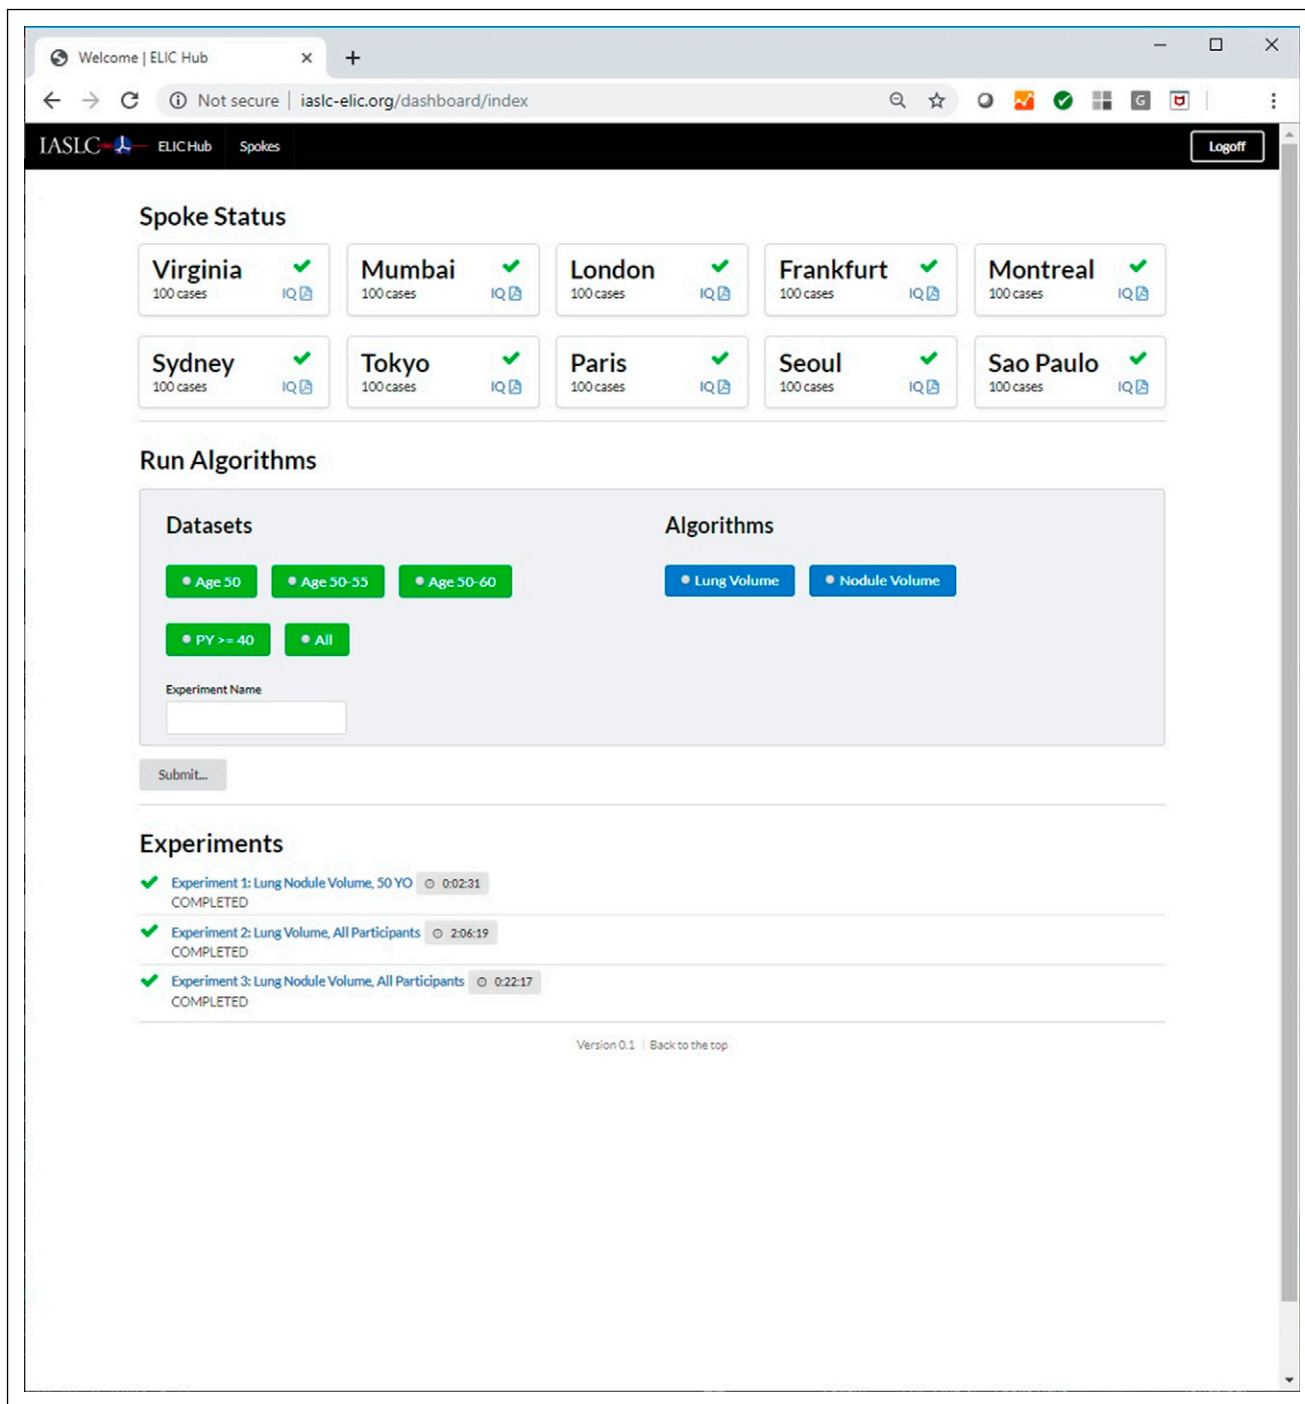 Welcome | ELIC Hub
Not secure | iaslc-elic.org/dashboard/index
G
IASLC ELIC Hub Spokes Logoff
Spoke Status
Virginia Mumbai London Frankfurt Montreal
100 cases IQ 100 cases IQ 100 cases IQ 100 cases IQ 100 cases IQ
Sydney Tokyo Paris Seoul Sao Paulo
100 cases IQ 100 cases IQ 100 cases IQ 100 cases IQ 100 cases IQ
Run Algorithms
Datasets Algorithms
Age 50 Age 50-55 Age 50-60 Lung Volume Nodule Volume
PY >= 40 All
Experiment Name
Submit...
Experiments
Experiment 1: Lung Nodule Volume, 50 YO 0:02:31
COMPLETED
Experiment 2: Lung Volume, All Participants 2:06:19
COMPLETED
Experiment 3: Lung Nodule Volume, All Participants 0:22:17
COMPLETED
Version 0.1 | Back to the top